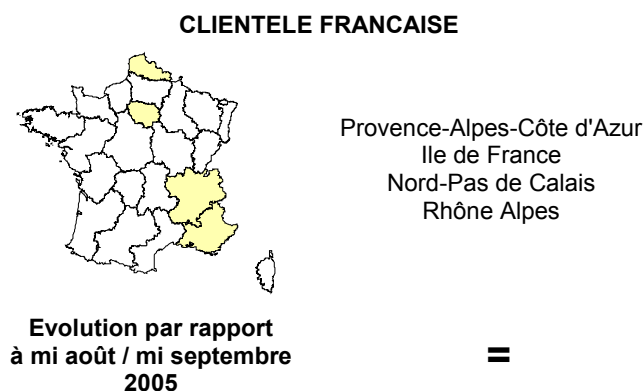 CLIENTELE FRANCAISE
Provence-Alpes-Côte d'Azur
Ile de France
Nord-Pas de Calais
Rhône Alpes
Evolution par rapport
à mi août / mi septembre
2005
=